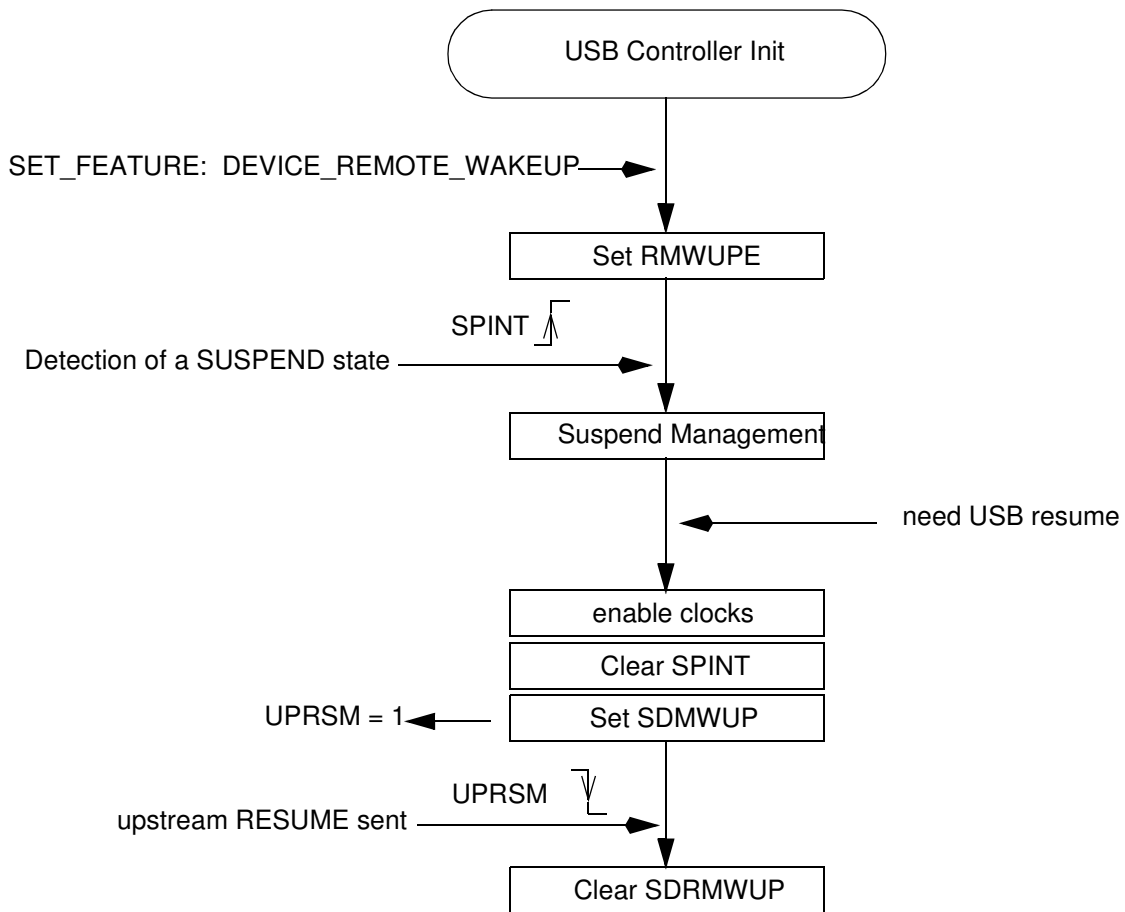 USB Controller Init
SET_FEATURE: DEVICE_REMOTE_WAKEUP
Set RMWUPE
SPINT
Detection of a SUSPEND state
Suspend Management
need USB resume
enable clocks
Clear SPINT
UPRSM = 1
Set SDMWUP
UPRSM
upstream RESUME sent
Clear SDRMWUP